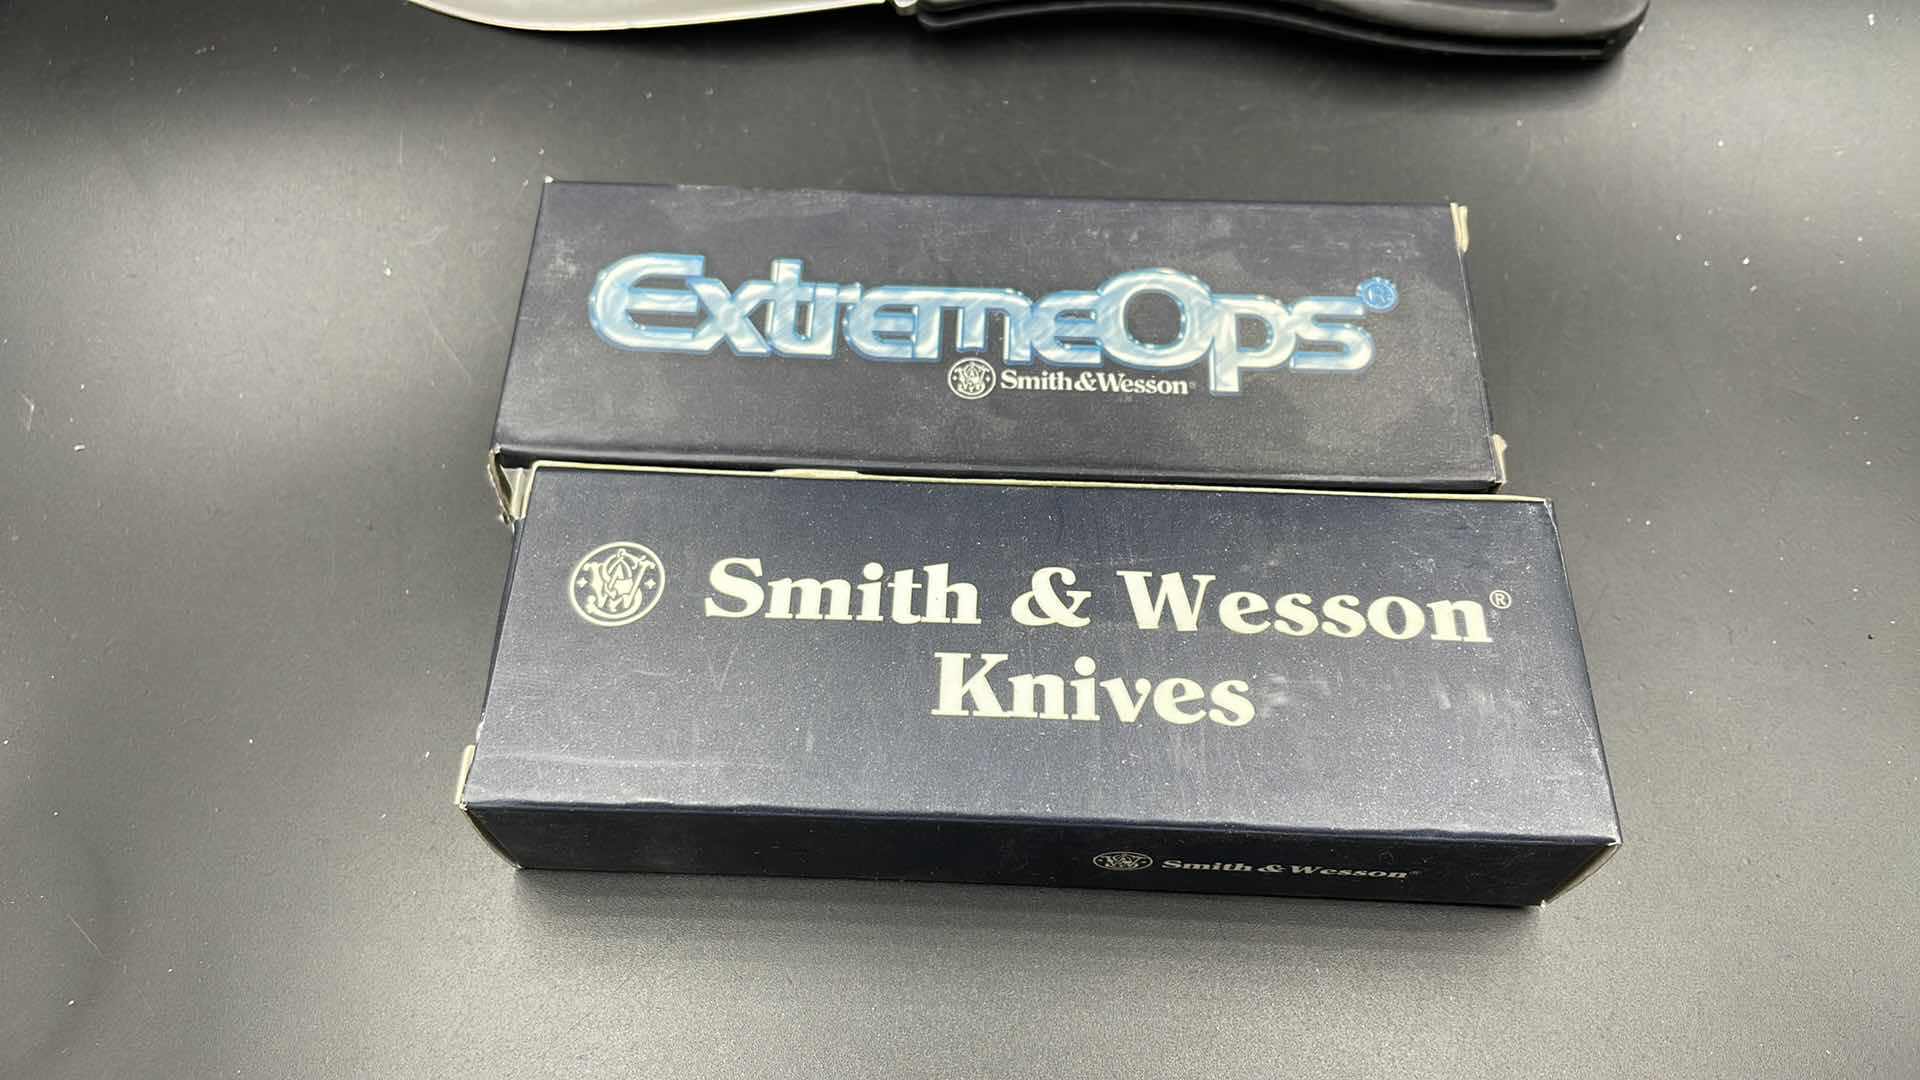 ExtremeOps®
Smith&Wesson®
Smith & Wesson®
Knives
Smith & Wesson®